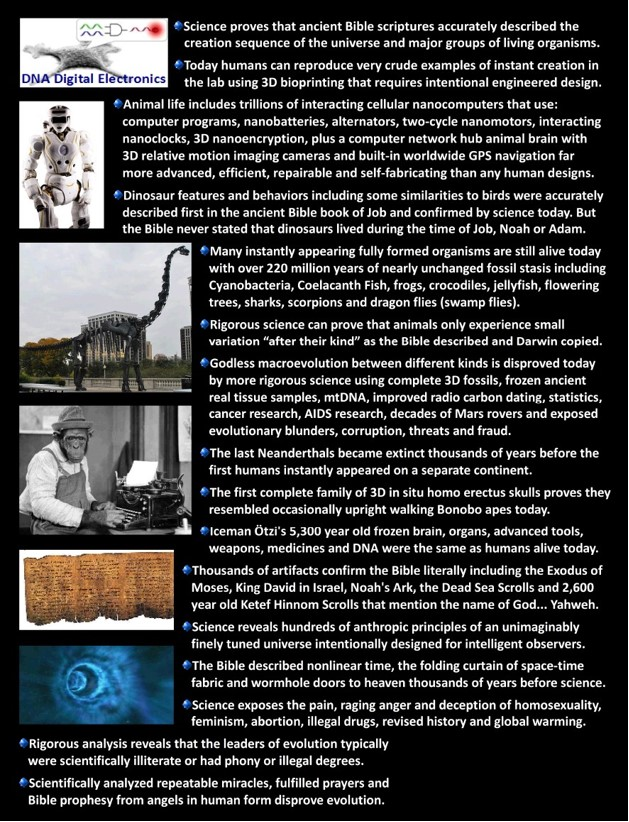 DNA Digital Electronics
Science proves that ancient Bible scriptures accurately described the
creation sequence of the universe and major groups of living organisms.
Today humans can reproduce very crude examples of instant creation in
the lab using 3D bioprinting that requires intentional engineered design.
Animal life includes trillions of interacting cellular nanocomputers that use:
computer programs, nanobatteries, alternators, two-cycle nanomotors, interacting
nanoclocks, 3D nanoencryption, plus a computer network hub animal brain with
3D relative motion imaging cameras and built-in worldwide GPS navigation far
more advanced, efficient, repairable and self-fabricating than any human designs.
Dinosaur features and behaviors including some similarities to birds were accurately
described first in the ancient Bible book of Job and confirmed by science today. But
the Bible never stated that dinosaurs lived during the time of Job, Noah or Adam.
Many instantly appearing fully formed organisms are still alive today
with over 220 million years of nearly unchanged fossil stasis including
Cyanobacteria, Coelacanth Fish, frogs, crocodiles, jellyfish, flowering
trees, sharks, scorpions and dragon flies (swamp flies).
Rigorous science can prove that animals only experience small
variation “after their kind” as the Bible described and Darwin copied.
Godless macroevolution between different kinds is disproved today
by more rigorous science using complete 3D fossils, frozen ancient
real tissue samples, mtDNA, improved radio carbon dating, statistics,
cancer research, AIDS research, decades of Mars rovers and exposed
evolutionary blunders, corruption, threats and fraud.
The last Neanderthals became extinct thousands of years before the
first humans instantly appeared on a separate continent.
The first complete family of 3D in situ homo erectus skulls proves they
resembled occasionally upright walking Bonobo apes today.
Iceman Ötzi's 5,300 year old frozen brain, organs, advanced tools,
weapons, medicines and DNA were the same as humans alive today.
Thousands of artifacts confirm the Bible literally including the Exodus of
Moses, King David in Israel, Noah's Ark, the Dead Sea Scrolls and 2,600
year old Ketef Hinnom Scrolls that mention the name of God... Yahweh.
Science reveals hundreds of anthropic principles of an unimaginably
finely tuned universe intentionally designed for intelligent observers.
The Bible described nonlinear time, the folding curtain of space-time
fabric and wormhole doors to heaven thousands of years before science.
Science exposes the pain, raging anger and deception of homosexuality,
feminism, abortion, illegal drugs, revised history and global warming.
Rigorous analysis reveals that the leaders of evolution typically
were scientifically illiterate or had phony or illegal degrees.
Scientifically analyzed repeatable miracles, fulfilled prayers and
Bible prophesy from angels in human form disprove evolution.